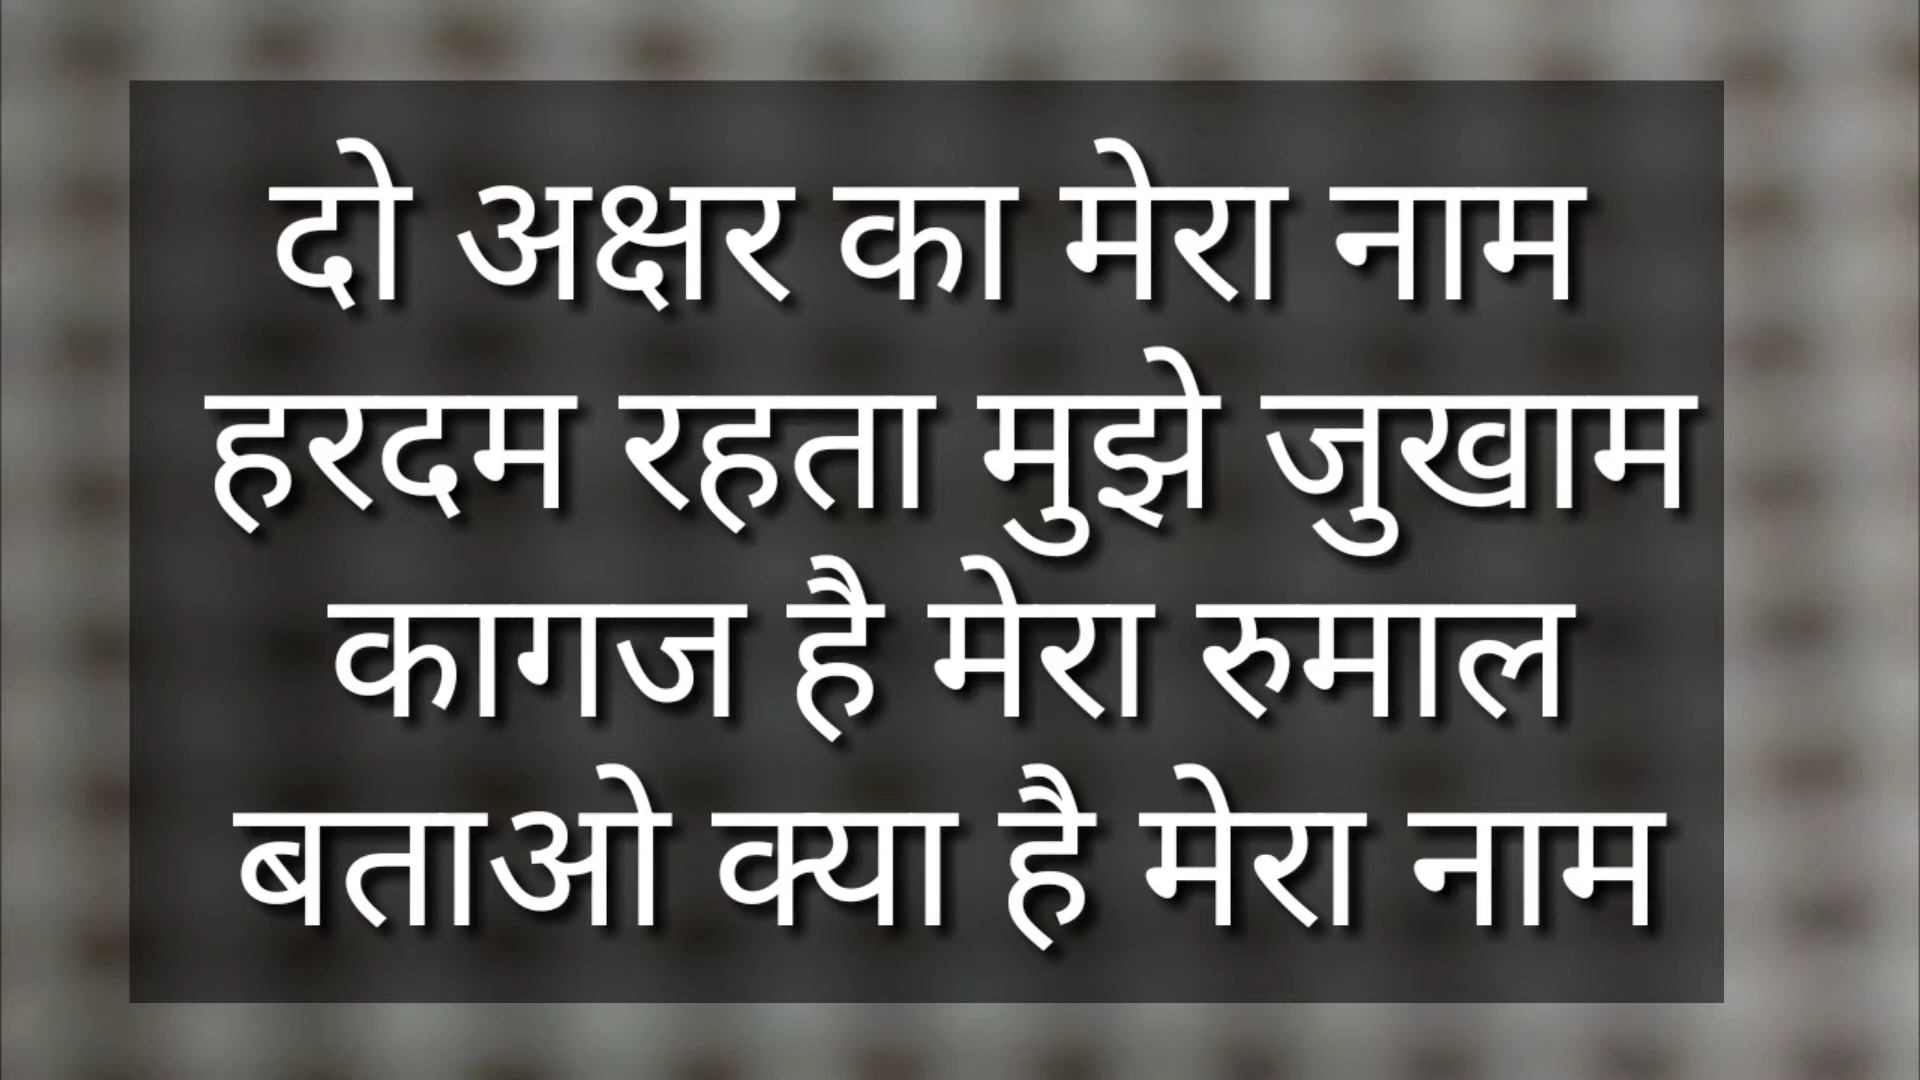 दो अक्षर का मेरा नाम
हरदम रहता मुझे जुखाम
कागज है मेरा रुमाल
बताओ क्या है मेरा नाम